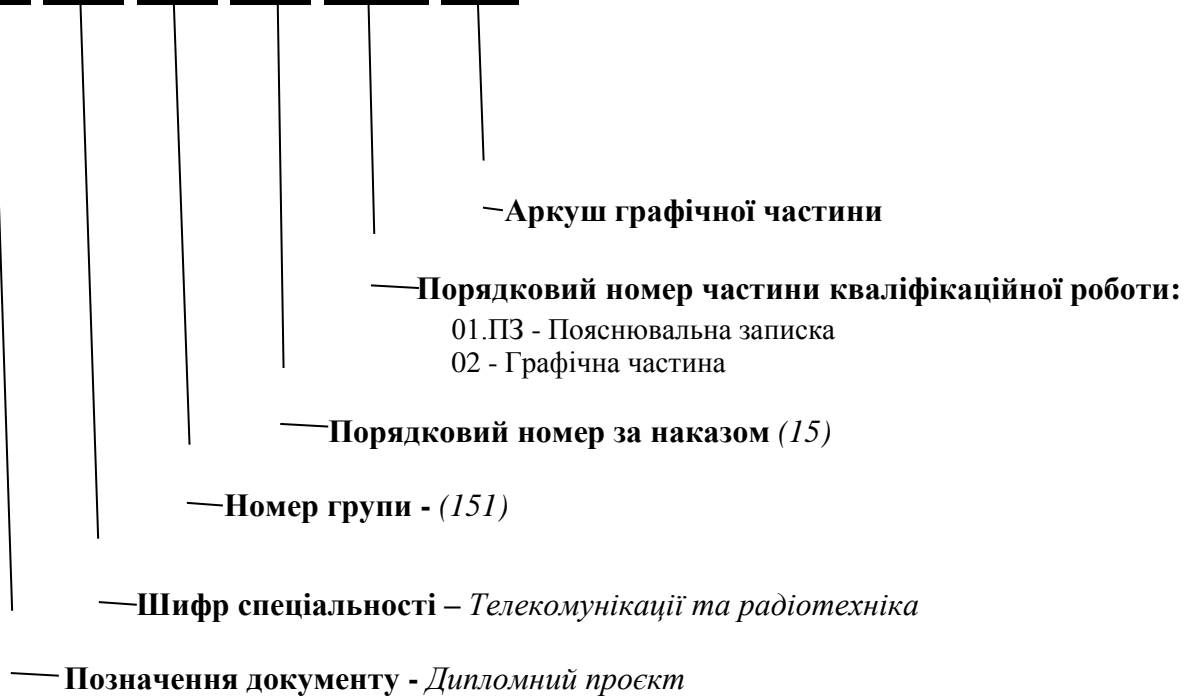 Аркуш графічної частини
Порядковий номер частини кваліфікаційної роботи:
01.ПЗ - Пояснювальна записка
02 - Графічна частина
Порядковий номер за наказом (15)
Номер групи - (151)
Шифр спеціальності – Телекомунікації та радіотехніка
Позначення документу - Дипломний проєкт